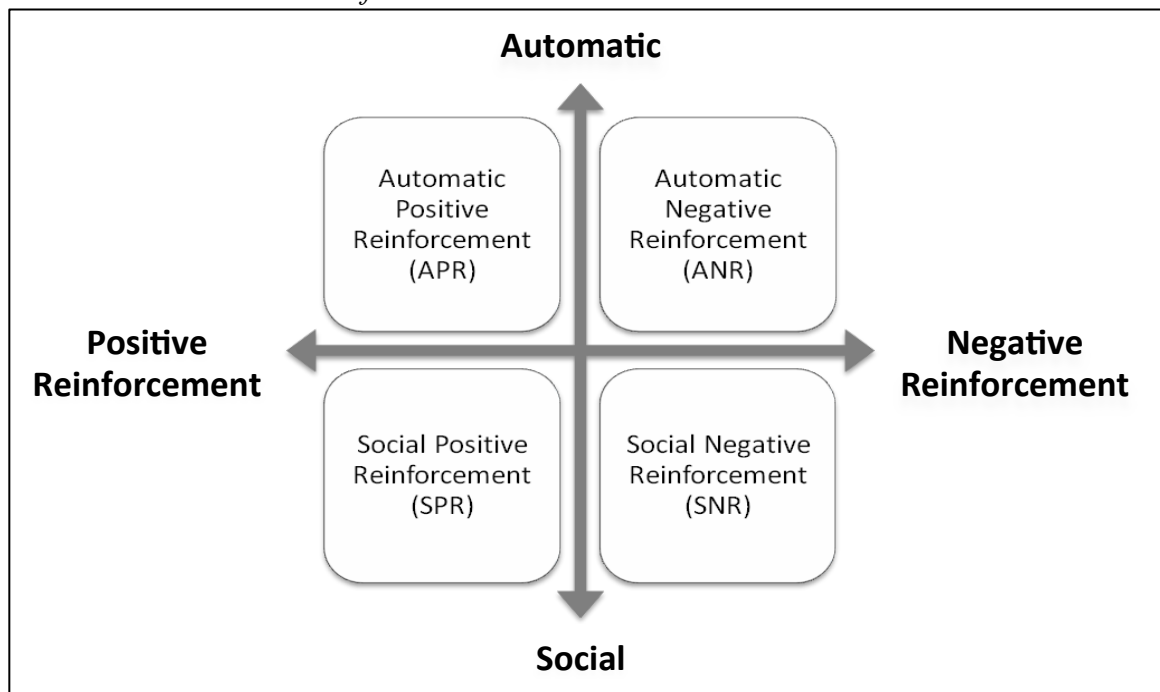 Automatic
Automatic
Positive
Reinforcement
(APR)
Automatic
Negative
Reinforcement
(ANR)
Positive
Reinforcement
Negative
Reinforcement
Social Positive
Reinforcement
(SPR)
Social Negative
Reinforcement
(SNR)
Social